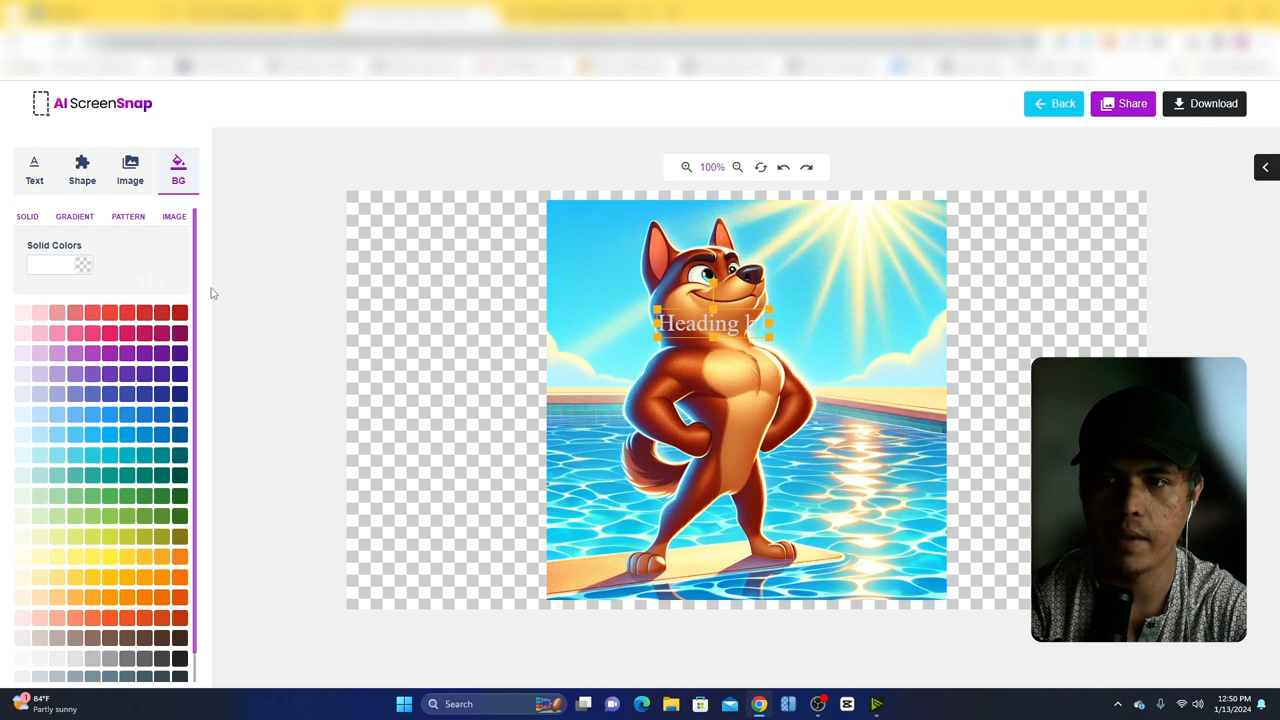 AI ScreenSnap
Back
Share
Download
Text
Shape
Image
BG
100%
SOLID
GRADIENT
PATTERN
IMAGE
Solid Colors
Heading
1
84°F
Partly sunny
Search
12:50 PM
1/13/2024